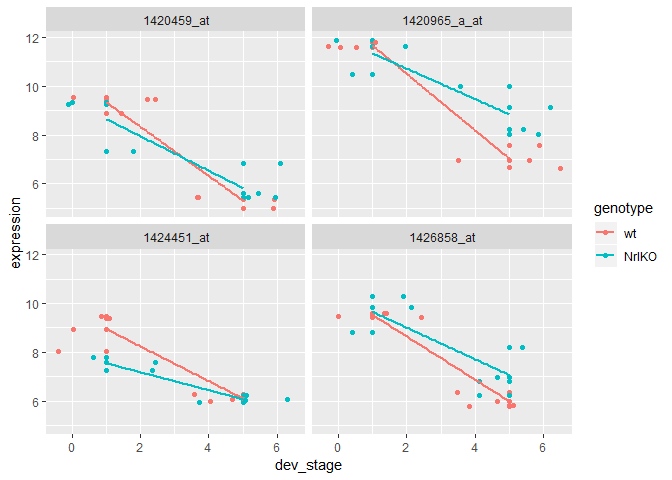 1420459_at 1420965_a_at
12
10
8
6
1424451_at 1426858_at
12
10
8
6
0 2 4 6 0 2 4 6
dev_stage
expression
genotype
wt
NrlKO